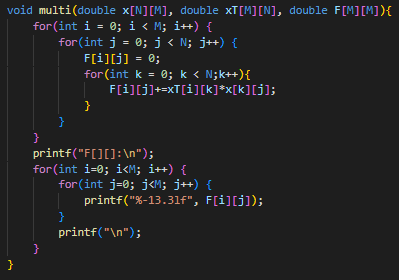 void multi(double x[N][M], double xT[M][N], double F[M][M]){
    for(int i = 0; i < M; i++) {
        for(int j = 0; j < N; j++) {
            F[i][j] = 0;
            for(int k = 0; k < N;k++){
                F[i][j]+=xT[i][k]*x[k][j];
            }
        }
    }
    printf("F[][]:\n");
    for(int i=0; i<M; i++) {
        for(int j=0; j<M; j++) {
            printf("%-13.3lf", F[i][j]);
        }
        printf("\n");
    }
}